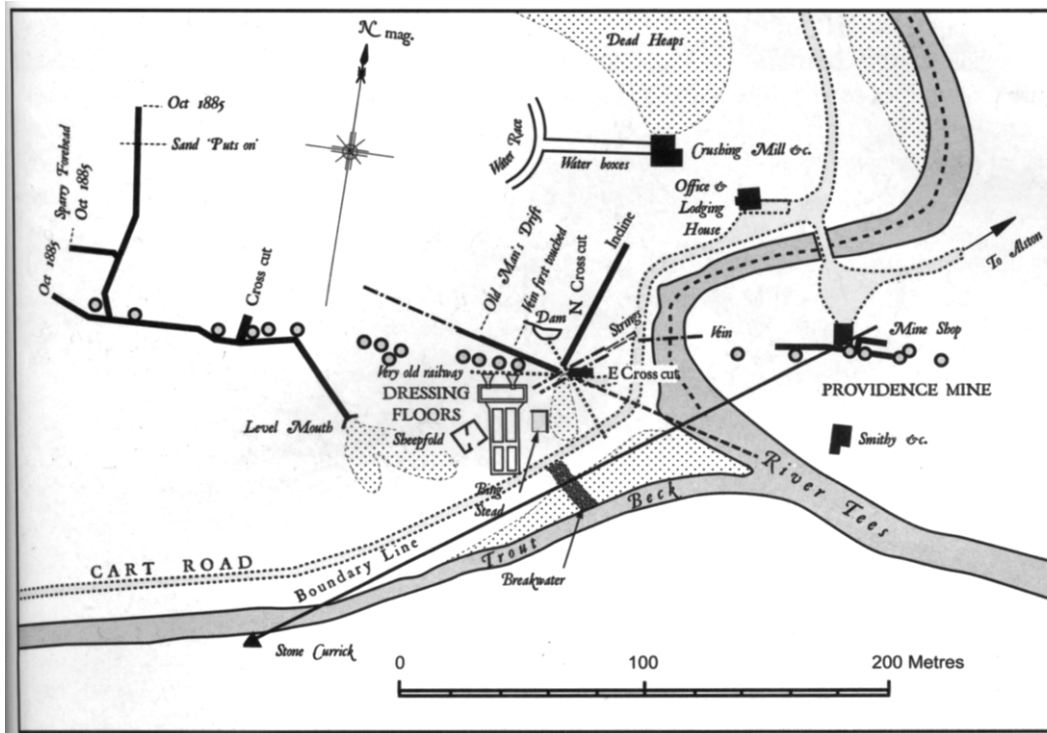 N mag.
Dead Heaps
Oct 1885
Sand 'Puts on'
Sparry Forehead
Oct 1885
Oct 1885
Cross cut
Water Race
Water boxes
Crushing Mill &c.
Office &
Lodging
House
To Alston
Old Man's Drift
Vein first touched
Dam
N Cross cut
Incline
Strings
Vein
Mine Shop
Very old railway
E Cross cut
DRESSING
FLOORS
PROVIDENCE MINE
Level Mouth
Sheepfold
Smithy &c.
Bing
Stead
River Tees
Trout Beck
CART ROAD
Boundary Line
Breakwater
Stone Currick
0 100 200 Metres